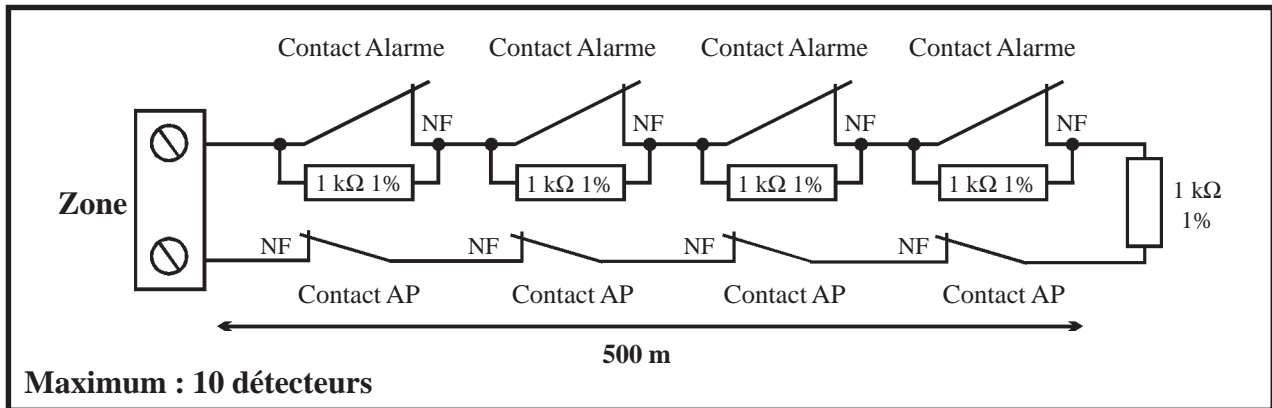 Contact Alarme Contact Alarme Contact Alarme Contact Alarme
NF NF NF NF
1 kΩ 1% 1 kΩ 1% 1 kΩ 1% 1 kΩ 1%
1 kΩ
1%
Zone
NF NF NF NF
Contact AP Contact AP Contact AP Contact AP
500 m
Maximum : 10 détecteurs